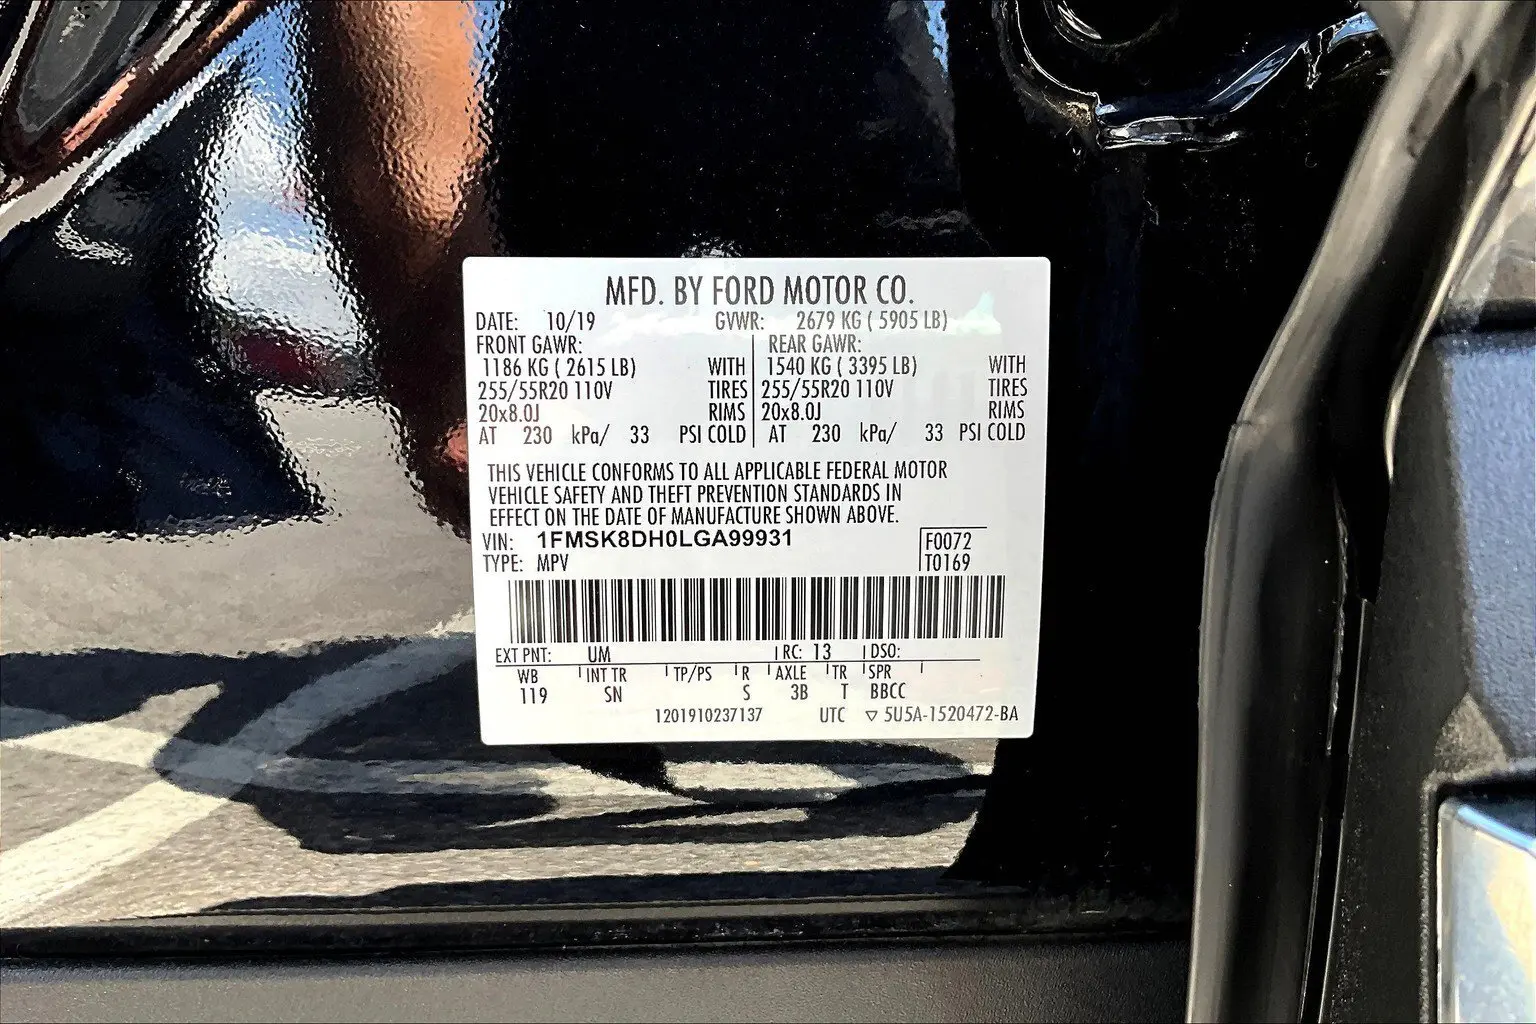 MFD. BY FORD MOTOR CO.
DATE: 10/19 GVWR: 2679 KG ( 5905 LB)
FRONT GAWR: REAR GAWR:
1186 KG ( 2615 LB) WITH 1540 KG ( 3395 LB) WITH
255/55R20 110V TIRES 255/55R20 110V TIRES
20x8.0J RIMS 20x8.0J RIMS
AT 230 kPa/ 33 PSI COLD AT 230 kPa/ 33 PSI COLD
THIS VEHICLE CONFORMS TO ALL APPLICABLE FEDERAL MOTOR
VEHICLE SAFETY AND THEFT PREVENTION STANDARDS IN
EFFECT ON THE DATE OF MANUFACTURE SHOWN ABOVE.
VIN: 1FMSK8DH0LGA99931 F0072
TYPE: MPV T0169
EXT PNT: UM RC: 13 DSO:
WB INT TR TP/PS R AXLE TR SPR
119 SN S 3B T BBCC
1201910237137 UTC ▽ 5U5A-1520472-BA